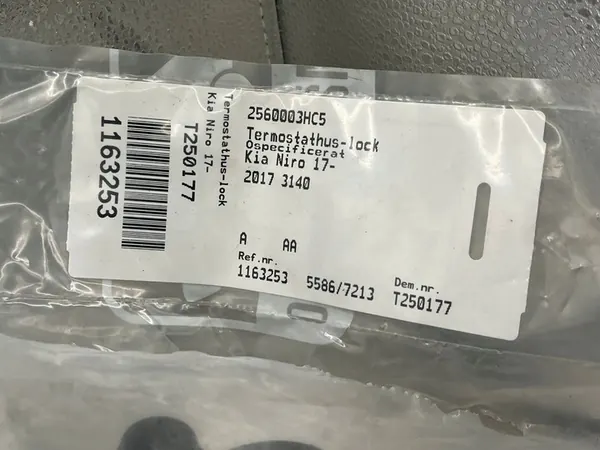 2560003HC5
Termostathus-lock
Ospecificerat
Kia Niro 17-
2017 3140
A AA
Ref.nr.
1163253 5586/7213
Dem.nr.
T250177
Termostathus-lock
Kia Niro 17-
T250177
1163253